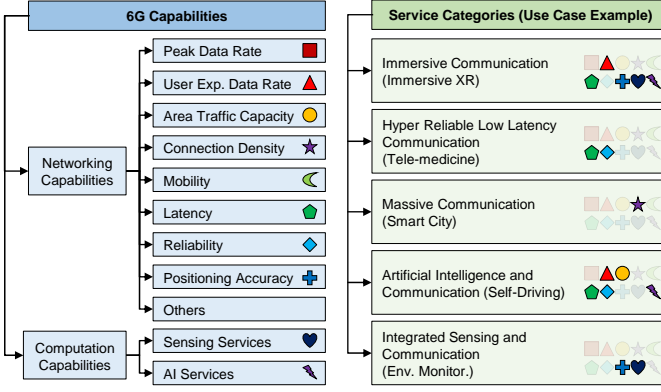 6G Capabilities
Networking
Capabilities
Peak Data Rate
User Exp. Data Rate
Area Traffic Capacity
Connection Density
Mobility
Latency
Reliability
Positioning Accuracy
Others
Computation
Capabilities
Sensing Services
AI Services
Service Categories (Use Case Example)
Immersive Communication
(Immersive XR)
Hyper Reliable Low Latency
Communication
(Tele-medicine)
Massive Communication
(Smart City)
Artificial Intelligence and
Communication (Self-Driving)
Integrated Sensing and
Communication
(Env. Monitor.)